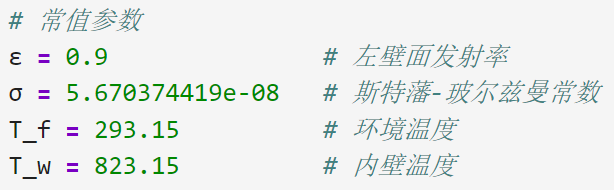 # 常值参数
ε = 0.9 # 左壁面发射率
σ = 5.670374419e-08 # 斯特藩-玻尔兹曼常数
T_f = 293.15 # 环境温度
T_w = 823.15 # 内壁温度